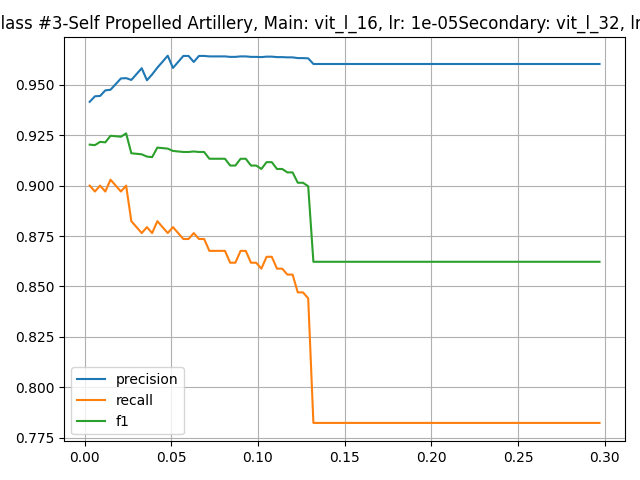 lass #3-Self Propelled Artillery, Main: vit_l_16, lr: 1e-05Secondary: vit_l_32, lr
0.950
0.925
0.900
0.875
0.850
0.825
0.800
0.775
precision
recall
f1
0.00 0.05 0.10 0.15 0.20 0.25 0.30